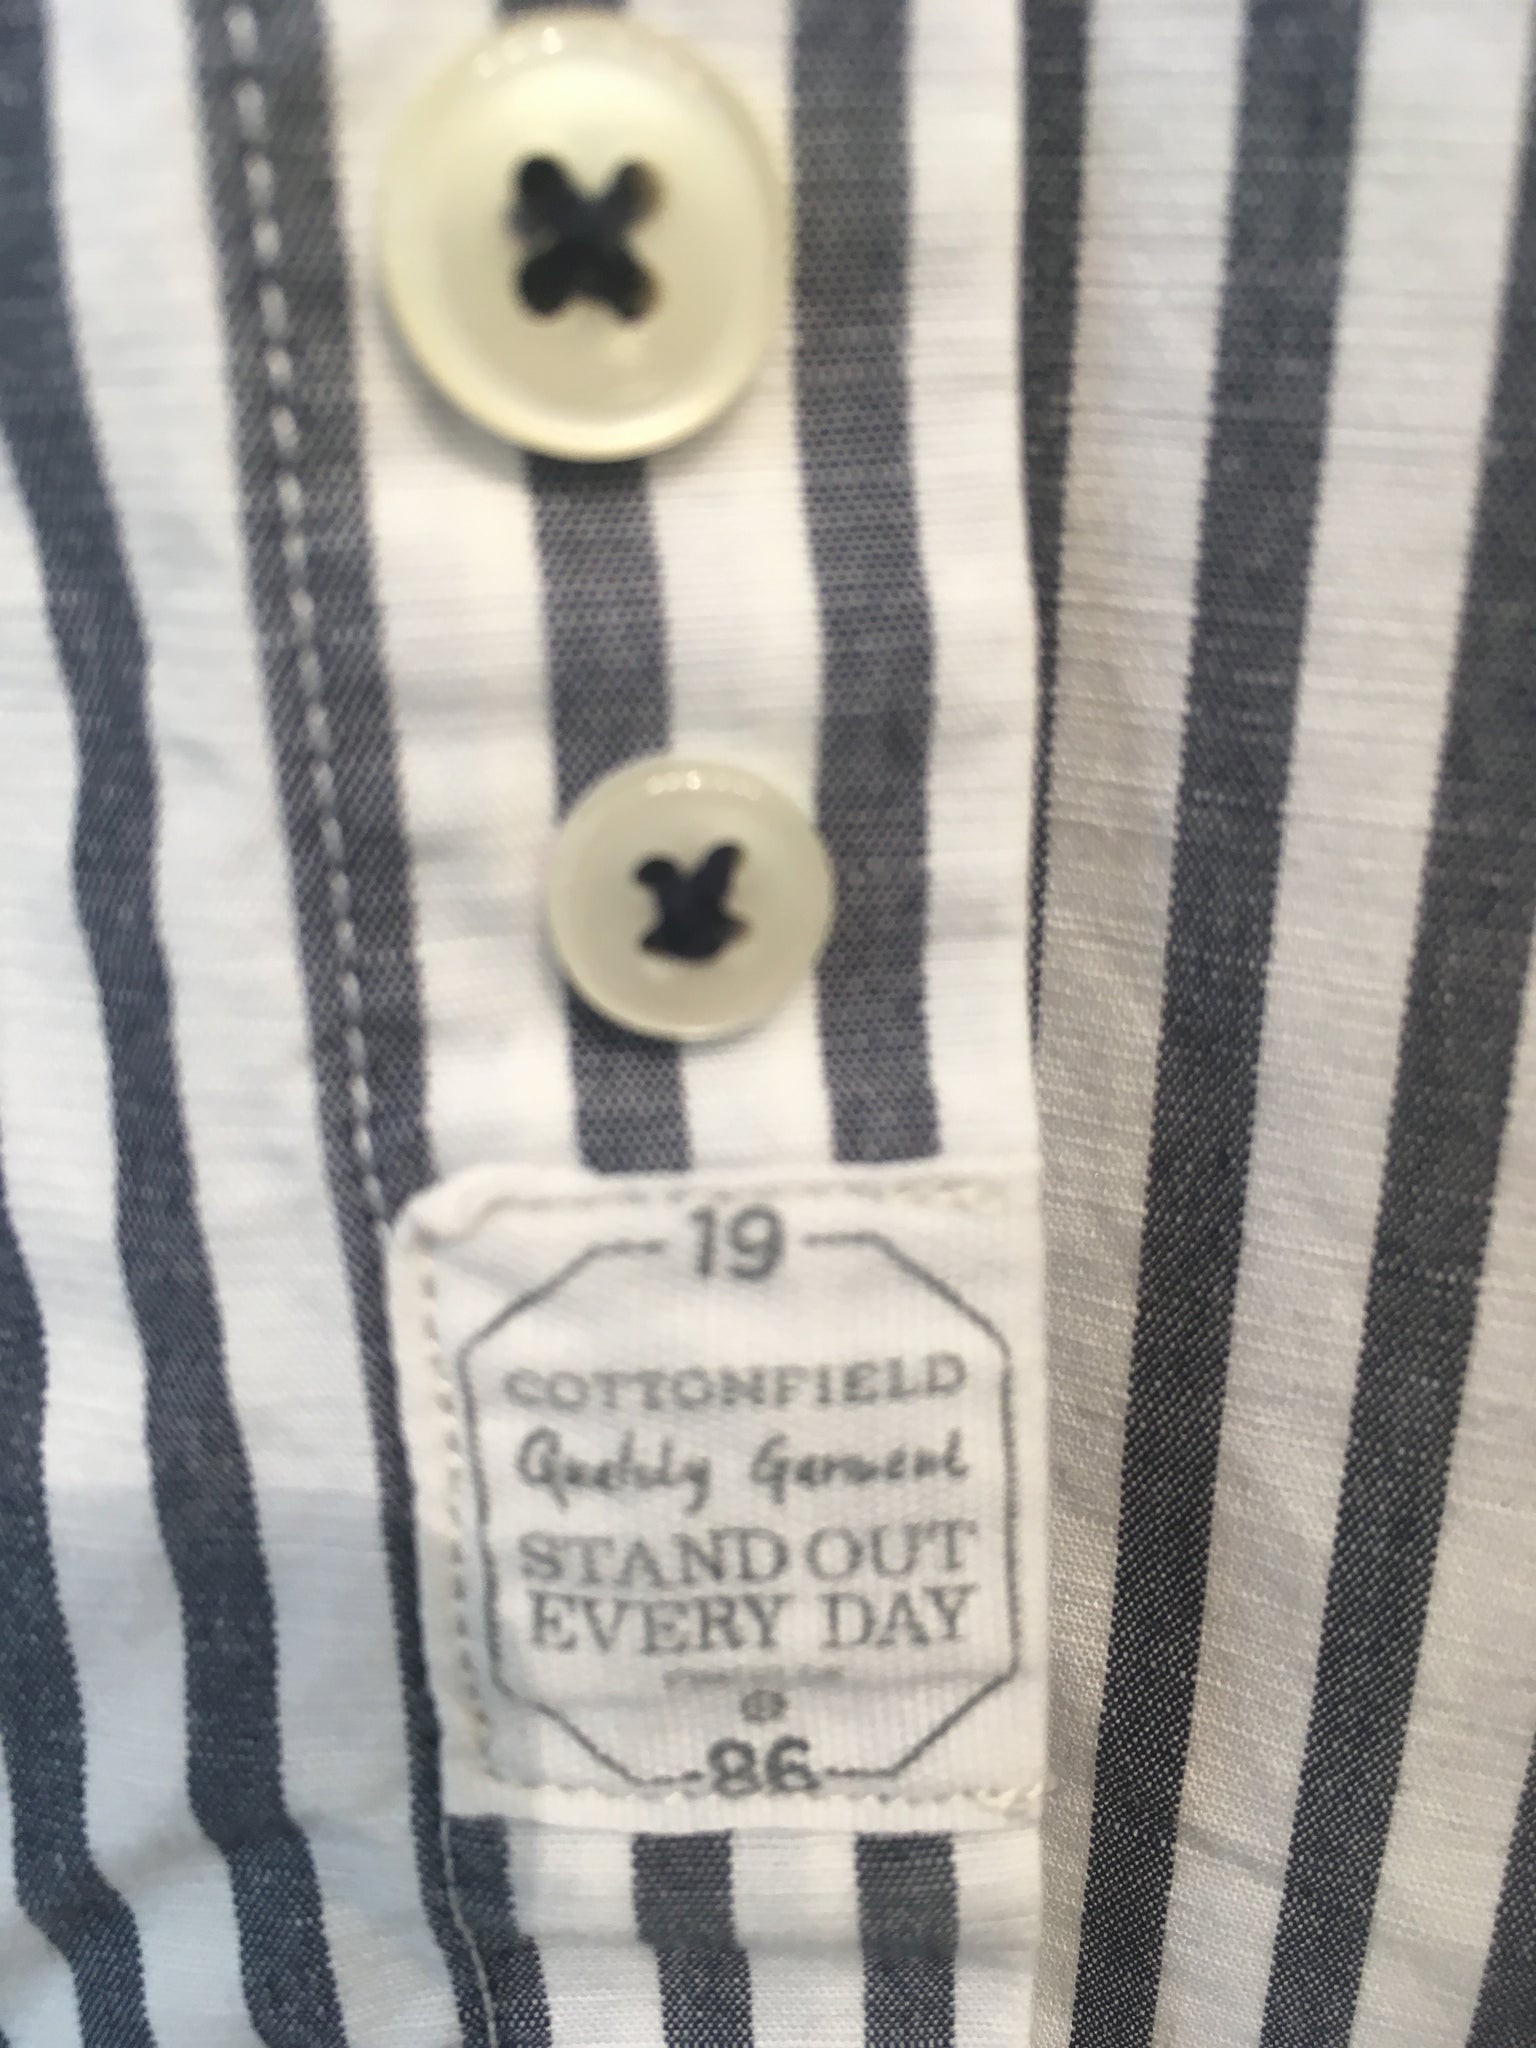 19
COTTONFIELD
Quality Garment
STAND OUT
EVERY DAY
86